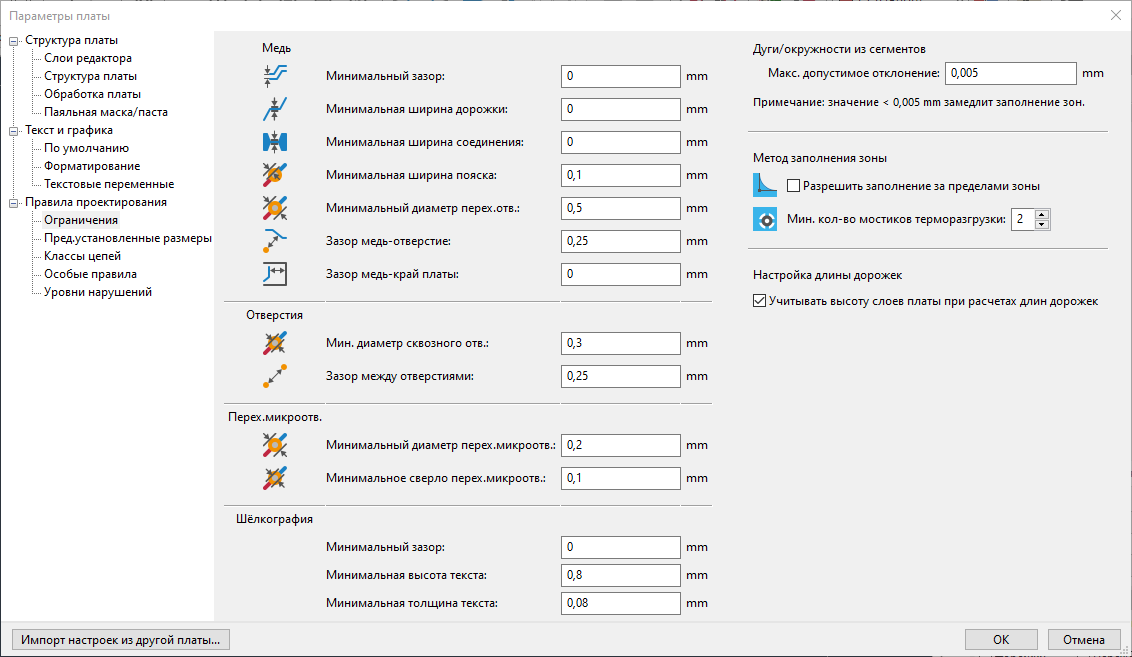 Параметры платы
Структура платы
Слои редактора
Структура платы
Обработка платы
Паяльная маска/паста
Текст и графика
По умолчанию
Форматирование
Текстовые переменные
Правила проектирования
Ограничения
Пред.установленные размеры
Классы цепей
Особые правила
Уровни нарушений
Медь
Минимальный зазор: 0 mm
Минимальная ширина дорожки: 0 mm
Минимальная ширина соединения: 0 mm
Минимальная ширина пояска: 0,1 mm
Минимальный диаметр перех.отв.: 0,5 mm
Зазор медь-отверстие: 0,25 mm
Зазор медь-край платы: 0 mm
Отверстия
Мин. диаметр сквозного отв.: 0,3 mm
Зазор между отверстиями: 0,25 mm
Перех.микроотв.
Минимальный диаметр перех.микроотв.: 0,2 mm
Минимальное сверло перех.микроотв.: 0,1 mm
Шёлкография
Минимальный зазор: 0 mm
Минимальная высота текста: 0,8 mm
Минимальная толщина текста: 0,08 mm
Дуги/окружности из сегментов
Макс. допустимое отклонение: 0,005 mm
Примечание: значение < 0,005 mm замедлит заполнение зон.
Метод заполнения зоны
Разрешить заполнение за пределами зоны
Мин. кол-во мостиков терморазгрузки: 2
Настройка длины дорожек
Учитывать высоту слоев платы при расчетах длин дорожек
Импорт настроек из другой платы...
ОК
Отмена